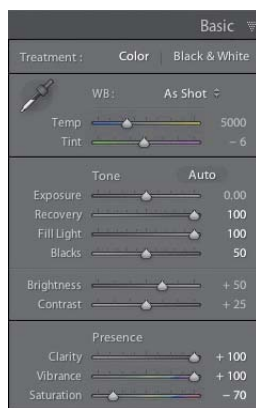 Basic
Treatment : Color Black & White
WB : As Shot
Temp 5000
Tint – 6
Tone Auto
Exposure 0.00
Recovery 100
Fill Light 100
Blacks 50
Brightness + 50
Contrast + 25
Presence
Clarity + 100
Vibrance + 100
Saturation – 70